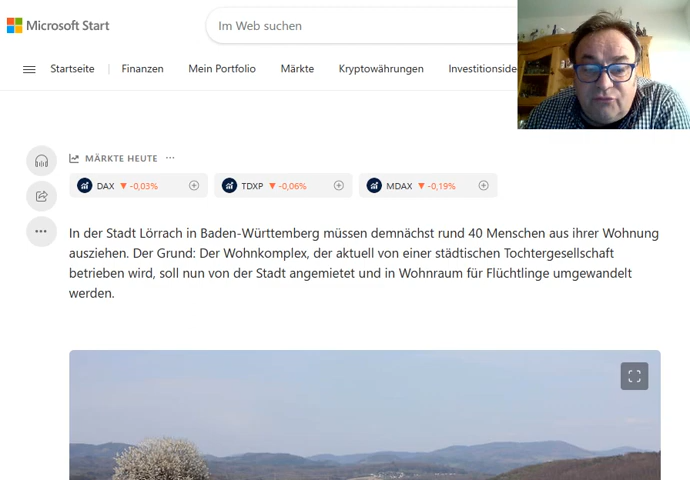 Microsoft Start
Im Web suchen
Startseite
Finanzen
Mein Portfolio
Märkte
Kryptowährungen
Investitionside
MÄRKTE HEUTE
DAX ▼ -0,03%
TDXP ▼ -0,06%
MDAX ▼ -0,19%
In der Stadt Lörrach in Baden-Württemberg müssen demnächst rund 40 Menschen aus ihrer Wohnung
ausziehen. Der Grund: Der Wohnkomplex, der aktuell von einer städtischen Tochtergesellschaft
betrieben wird, soll nun von der Stadt angemietet und in Wohnraum für Flüchtlinge umgewandelt
werden.